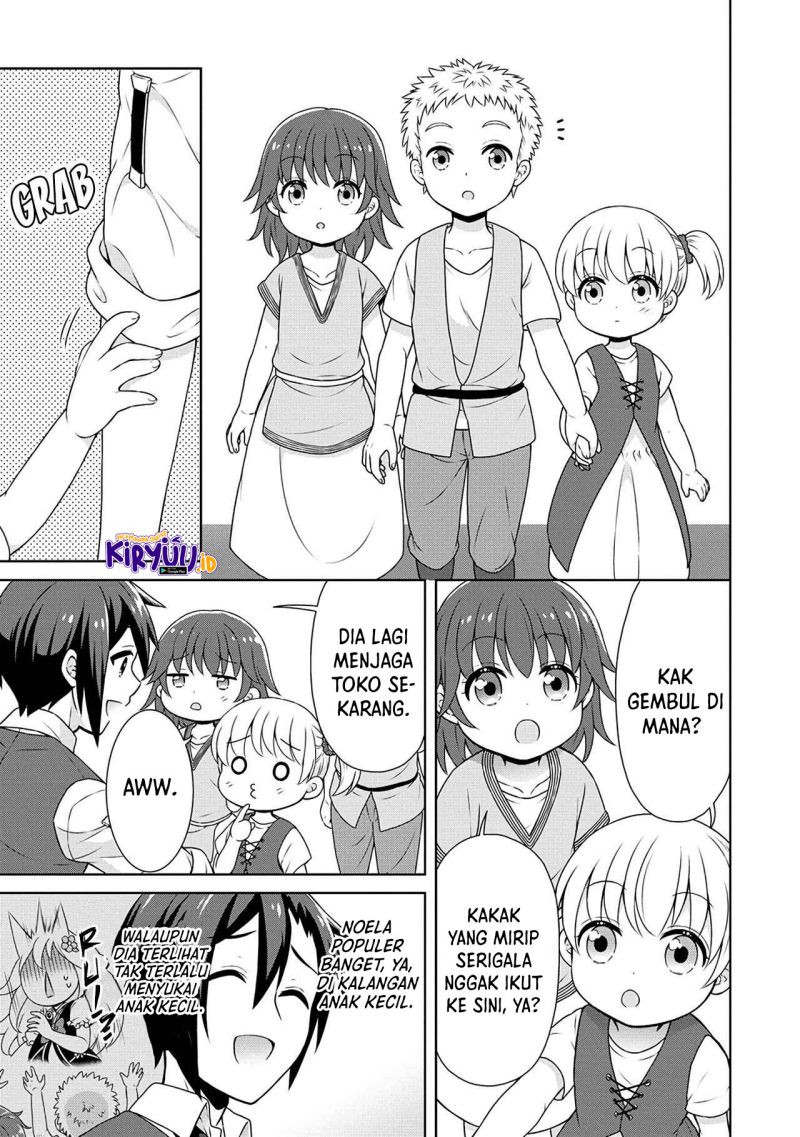 GRAB
KIRYUU.ID
KAK
GEMBUL DI
MANA?
KAKAK
YANG MIRIP
SERIGALA
NGGAK IKUT
KE SINI, YA?
DIA LAGI
MENJAGA
TOKO SE-
KARANG.
AWW.
NOELA
POPULER
BANGET, YA,
DI KALANGAN
ANAK KECIL.
WALAUPUN
DIA TERLIHAT
TAK TERLALU
MENYUKAI
ANAK KECIL.